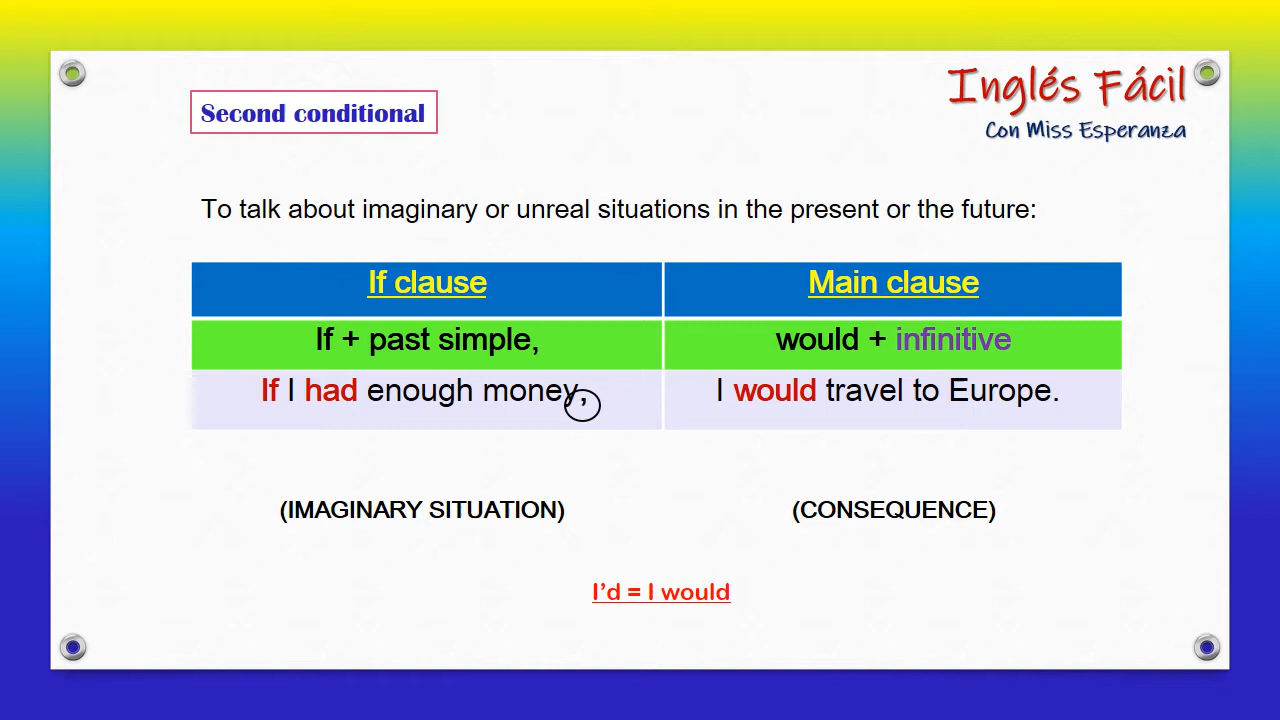 Inglés Fácil
Con Miss Esperanza
Second conditional
To talk about imaginary or unreal situations in the present or the future:
If clause
Main clause
If + past simple,
would + infinitive
If I had enough money,
I would travel to Europe.
(IMAGINARY SITUATION)
(CONSEQUENCE)
I’d = I would